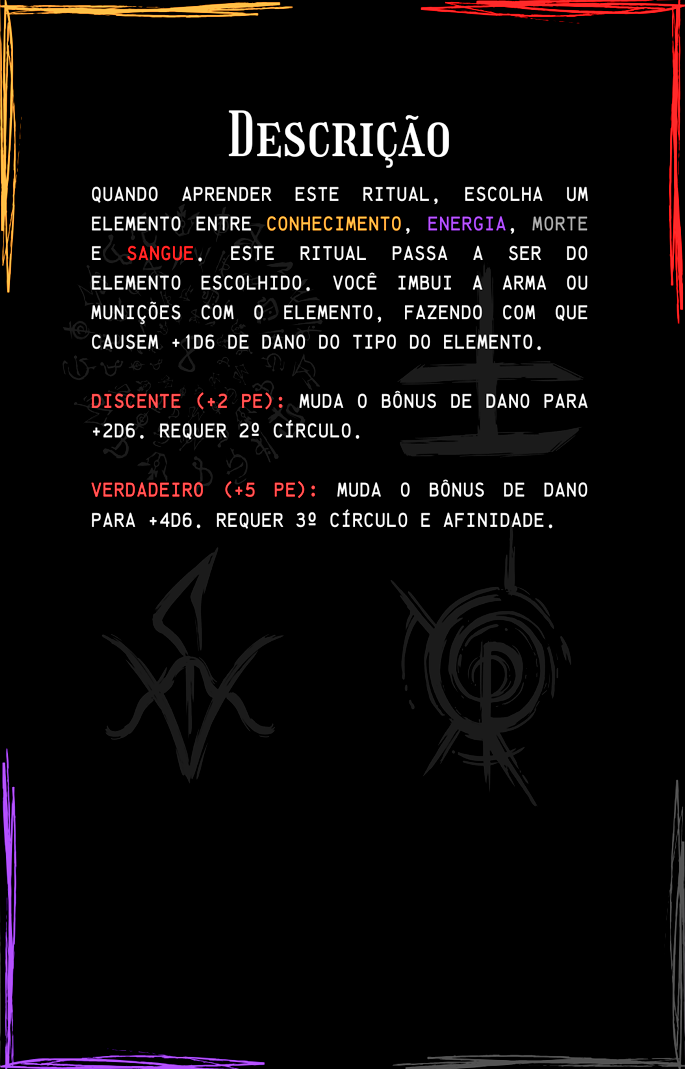 Descrição
QUANDO APRENDER ESTE RITUAL, ESCOLHA UM
ELEMENTO ENTRE CONHECIMENTO, ENERGIA, MORTE
E SANGUE. ESTE RITUAL PASSA A SER DO
ELEMENTO ESCOLHIDO. VOCÊ IMBUI A ARMA OU
MUNIÇÕES COM O ELEMENTO, FAZENDO COM QUE
CAUSEM +1D6 DE DANO DO TIPO DO ELEMENTO.
DISCENTE (+2 PE): MUDA O BÔNUS DE DANO PARA
+2D6. REQUER 2º CÍRCULO.
VERDADEIRO (+5 PE): MUDA O BÔNUS DE DANO
PARA +4D6. REQUER 3º CÍRCULO E AFINIDADE.